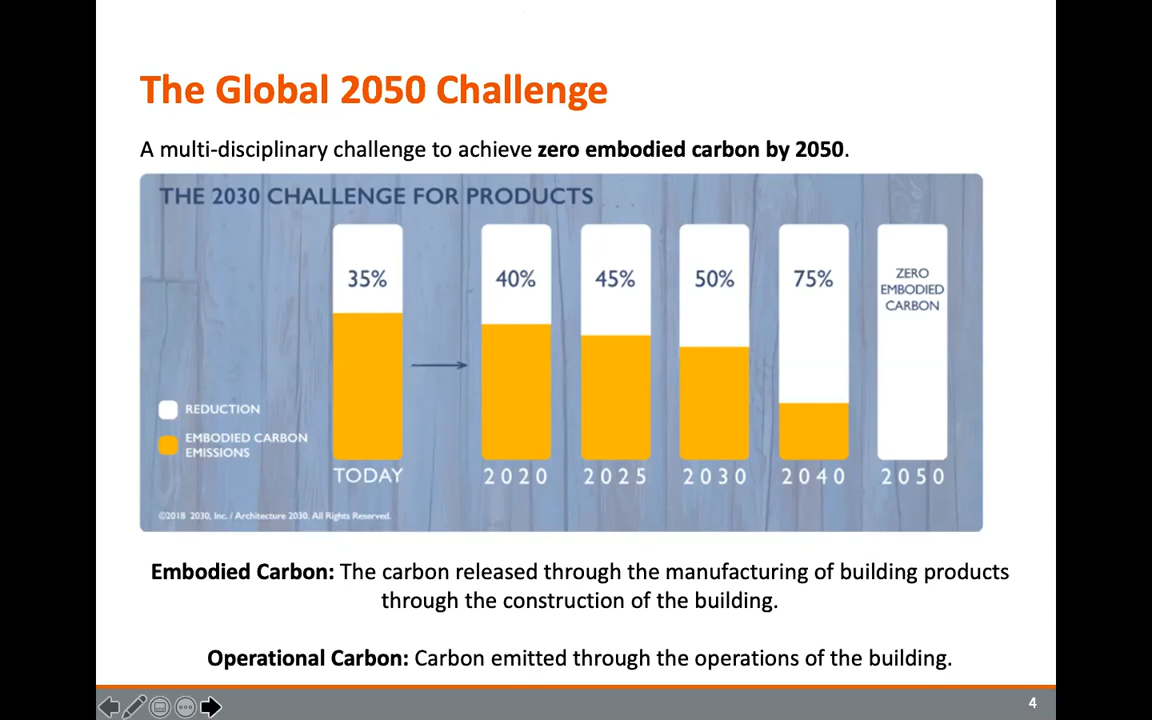 The Global 2050 Challenge
A multi-disciplinary challenge to achieve zero embodied carbon by 2050.
THE 2030 CHALLENGE FOR PRODUCTS
35%
40%
45%
50%
75%
ZERO
EMBODIED
CARBON
REDUCTION
EMBODIED CARBON
EMISSIONS
TODAY
2020
2025
2030
2040
2050
©2018 2030, Inc. / Architecture 2030. All Rights Reserved.
Embodied Carbon: The carbon released through the manufacturing of building products
through the construction of the building.
Operational Carbon: Carbon emitted through the operations of the building.
4